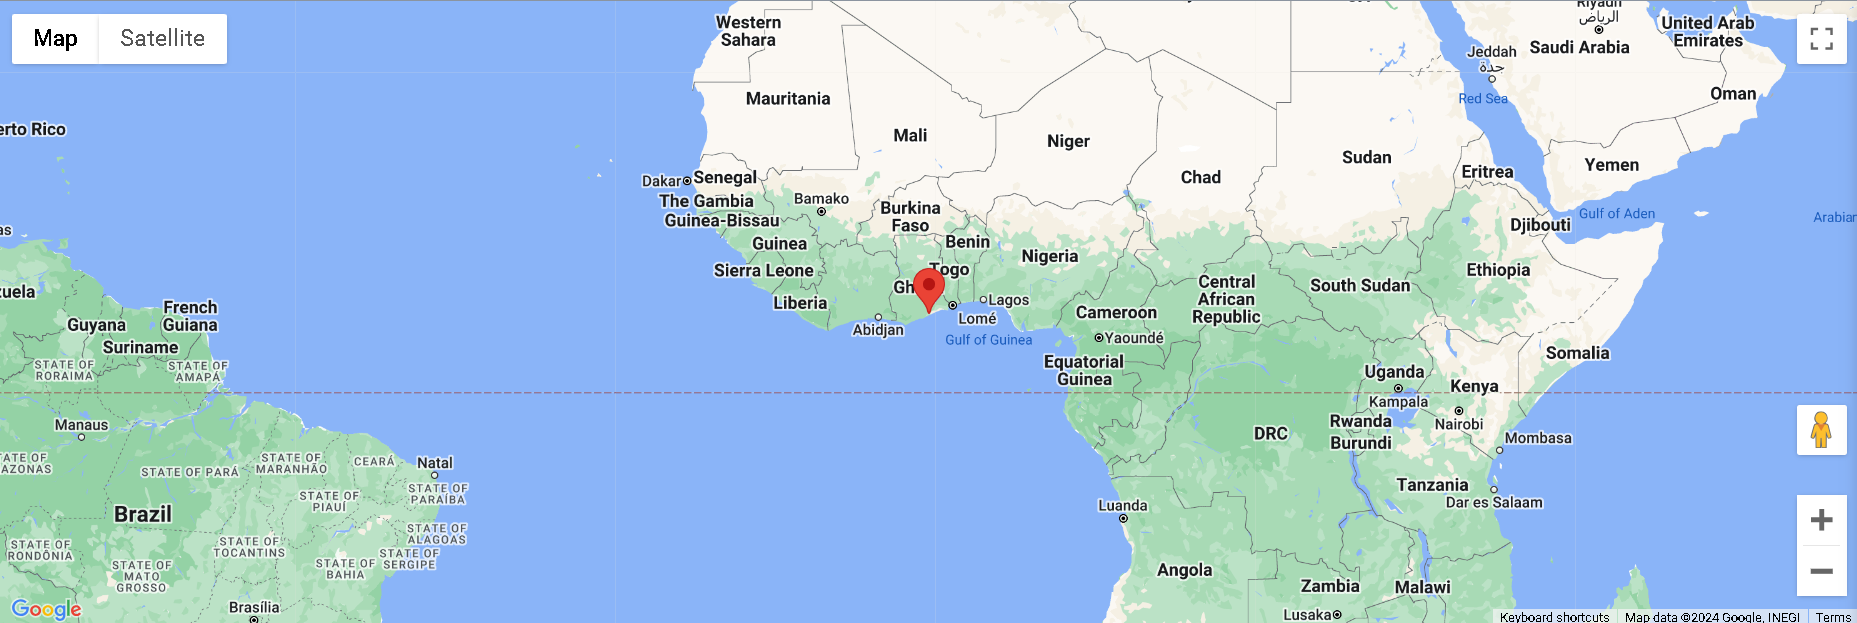 Map
Satellite
Western
Sahara
الرياض
United Arab
Emirates
Jeddah
جدة
Saudi Arabia
Mauritania
Red Sea
Oman
erto Rico
Mali
Niger
Sudan
Yemen
Eritrea
Chad
Dakar
Senegal
The Gambia
Bamako
Guinea-Bissau
Burkina
Faso
Djibouti
Gulf of Aden
Arabian
as
Guinea
Benin
Nigeria
Sierra Leone
Togo
Ethiopia
Central
African
Republic
South Sudan
zuela
Gh
Liberia
Lagos
French
Guiana
Guyana
Abidjan
Lomé
Cameroon
Suriname
Gulf of Guinea
Yaoundé
Somalia
STATE OF
RORAIMA
STATE OF
AMAPÁ
Equatorial
Guinea
Uganda
Kenya
Kampala
Manaus
Rwanda
Nairobi
DRC
Burundi
Mombasa
STATE OF
MARANHÃO
CEARÁ
Natal
TATE OF
AZONAS
STATE OF PARÁ
STATE OF
PARAÍBA
Tanzania
STATE OF
PIAUÍ
Dar es Salaam
Luanda
Brazil
STATE OF
ALAGOAS
STATE OF
RONDÔNIA
STATE OF
TOCANTINS
STATE OF
SERGIPE
STATE OF
BAHIA
STATE OF
MATO
GROSSO
Angola
Zambia
Malawi
Google
Brasília
Lusaka
Keyboard shortcuts
Map data ©2024 Google, INEGI
Terms